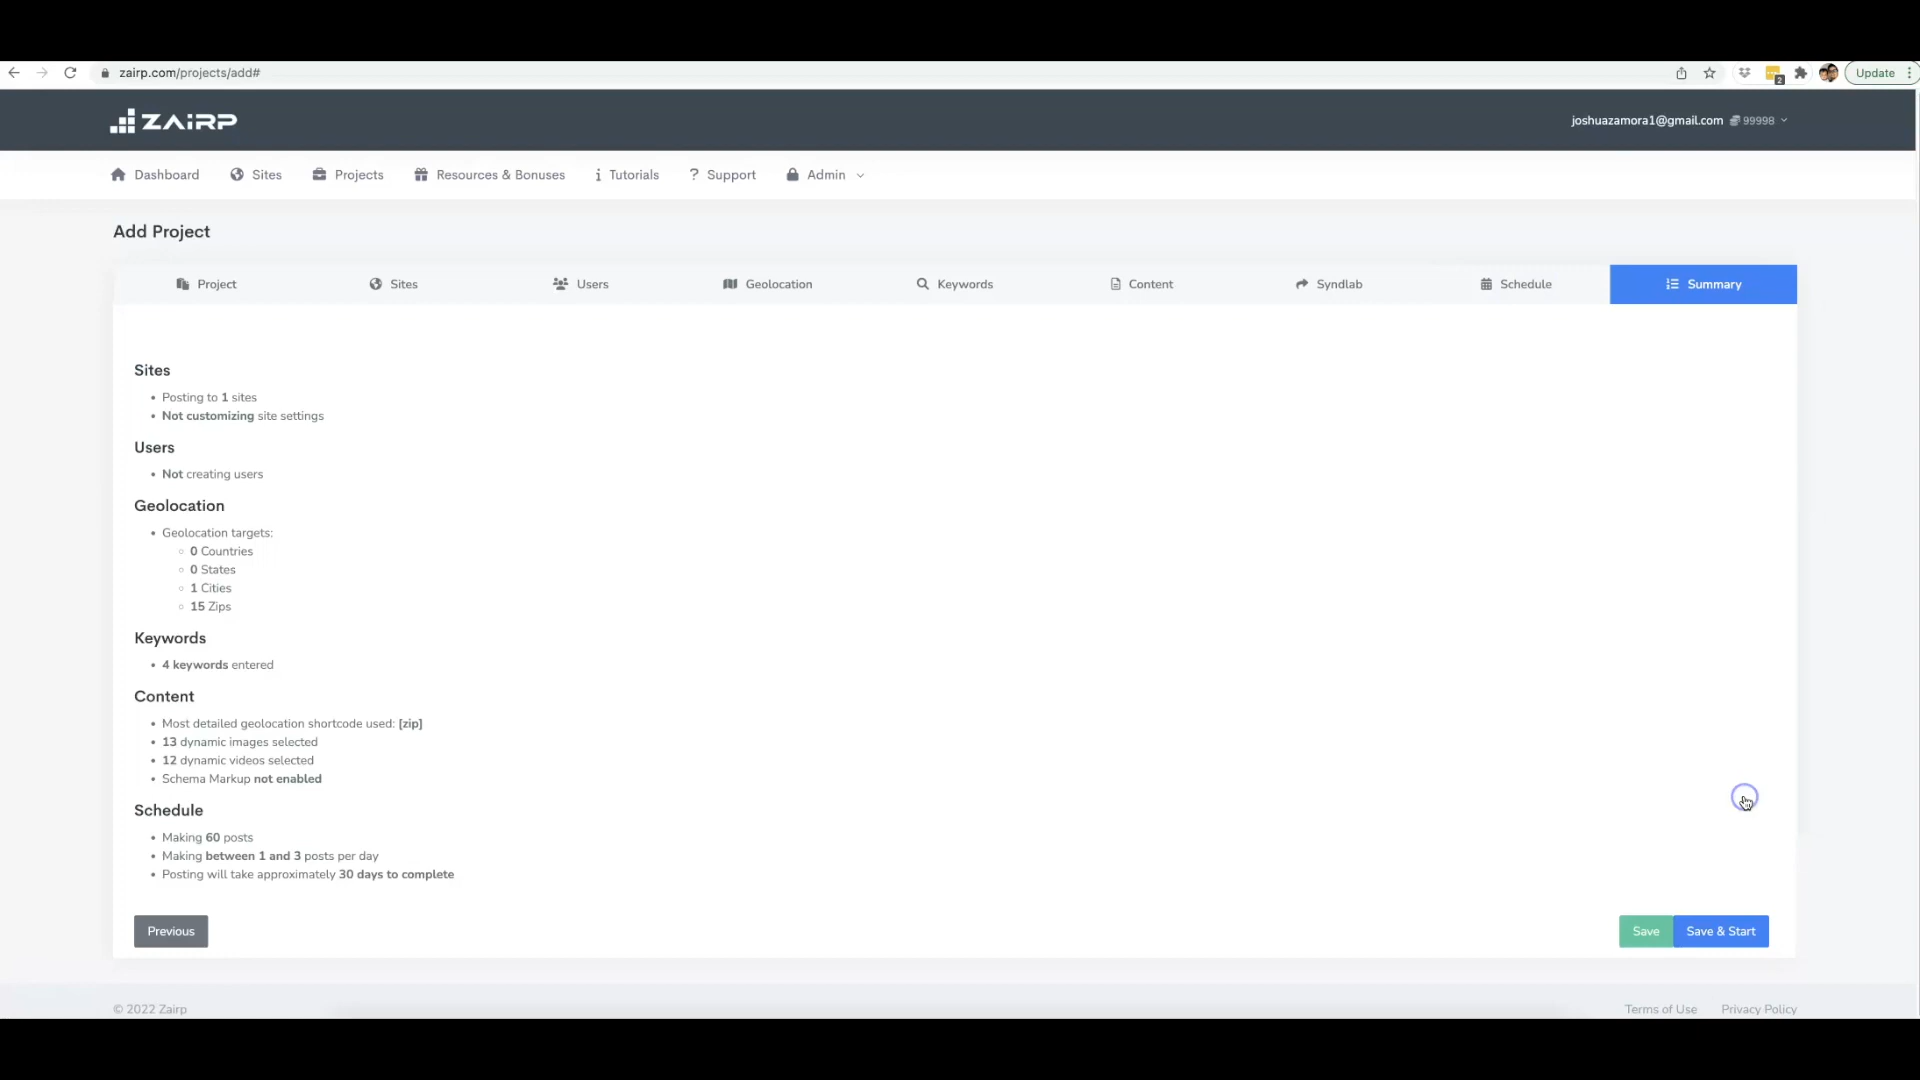 zairp.com/projects/add#
2
Update
ZAIRP
joshuazamora1@gmail.com 99998
Dashboard Sites Projects Resources & Bonuses Tutorials Support Admin
Add Project
Project Sites Users Geolocation Keywords Content Syndlab Schedule Summary
Sites
• Posting to 1 sites
• Not customizing site settings
Users
• Not creating users
Geolocation
• Geolocation targets:
○ 0 Countries
○ 0 States
○ 1 Cities
○ 15 Zips
Keywords
• 4 keywords entered
Content
• Most detailed geolocation shortcode used: [zip]
• 13 dynamic images selected
• 12 dynamic videos selected
• Schema Markup not enabled
Schedule
• Making 60 posts
• Making between 1 and 3 posts per day
• Posting will take approximately 30 days to complete
Previous Save Save & Start
© 2022 Zairp Terms of Use Privacy Policy